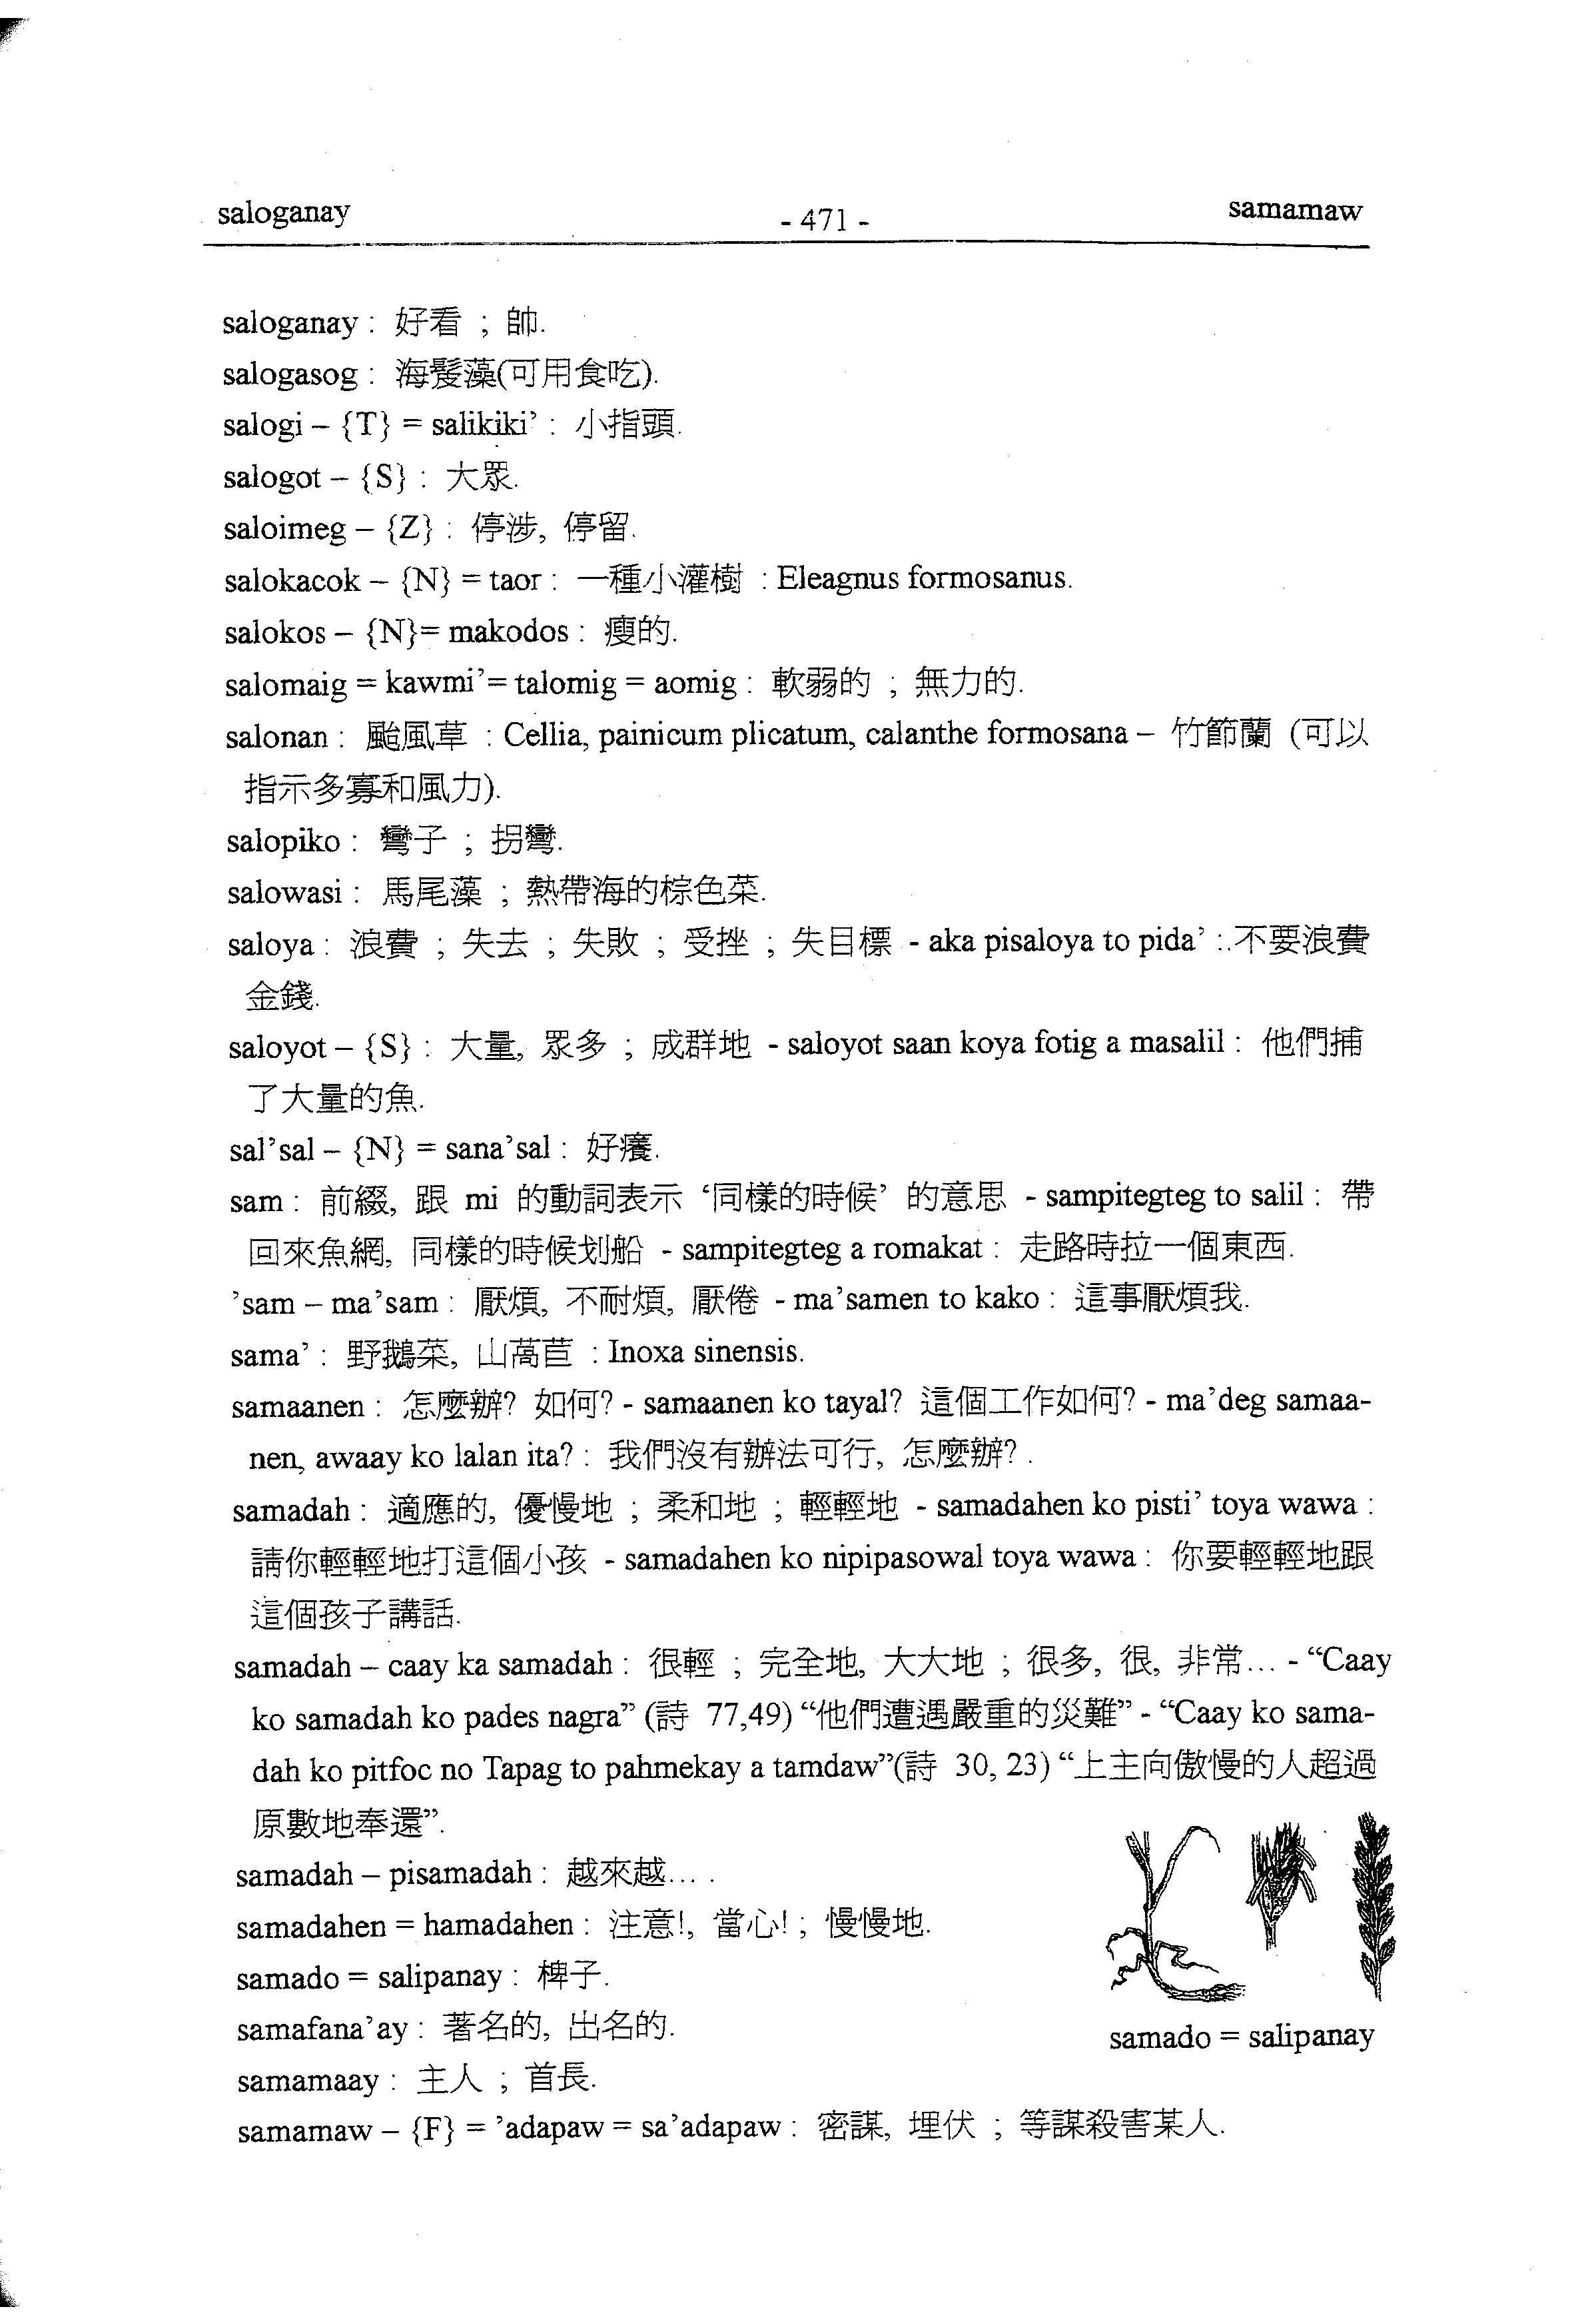 saloganay - 471 - samamaw
saloganay : 好看 ; 帥.
salogasog : 海髮藻(可用食吃).
salogi – {T} = salikiki’ : 小指頭.
salogot – {S} : 大眾.
saloimeg – {Z} : 停涉, 停留.
salokacok – {N} = taor : 一種小灌樹 : Eleagnus formosanus.
salokos – {N}= makodos : 瘦的.
salomaig = kawmi’= talomig = aomig : 軟弱的 ; 無力的.
salonan : 颱風草 : Cellia, painicum plicatum, calanthe formosana – 竹節蘭 (可以
指示多寡和風力).
salopiko : 彎子 ; 拐彎.
salowasi : 馬尾藻 ; 熱帶海的棕色菜.
saloya : 浪費 ; 失去 ; 失敗 ; 受挫 ; 失目標 - aka pisaloya to pida’ :.不要浪費
金錢.
saloyot – {S} : 大量, 眾多 ; 成群地 - saloyot saan koya fotig a masalil : 他們捕
了大量的魚.
sal’sal – {N} = sana’sal : 好癢.
sam : 前綴, 跟 mi 的動詞表示 ‘同樣的時候’ 的意思 - sampitegteg to salil : 帶
回來魚網, 同樣的時候划船 - sampitegteg a romakat : 走路時拉一個東西.
’sam – ma’sam : 厭煩, 不耐煩, 厭倦 - ma’samen to kako : 這事厭煩我.
sama’ : 野鵝菜, 山萵苣 : Inoxa sinensis.
samaanen : 怎麼辦? 如何? - samaanen ko tayal? 這個工作如何? - ma’deg samaa-
nen, awaay ko lalan ita? : 我們沒有辦法可行, 怎麼辦? .
samadah : 適應的, 優慢地 ; 柔和地 ; 輕輕地 - samadahen ko pisti’ toya wawa :
請你輕輕地打這個小孩 - samadahen ko nipipasowal toya wawa : 你要輕輕地跟
這個孩子講話.
samadah – caay ka samadah : 很輕 ; 完全地, 大大地 ; 很多, 很, 非常... - “Caay
ko samadah ko pades nagra” (詩 77,49) “他們遭遇嚴重的災難” - “Caay ko sama-
dah ko pitfoc no Tapag to pahmekay a tamdaw”(詩 30, 23) “上主向傲慢的人超過
原數地奉還”.
samadah – pisamadah : 越來越... .
samadahen = hamadahen : 注意!, 當心! ; 慢慢地.
samado = salipanay : 稗子.
samafana’ay : 著名的, 出名的.
samado = salipanay
samamaay : 主人 ; 首長.
samamaw – {F} = ’adapaw = sa’adapaw : 密謀, 埋伏 ; 等謀殺害某人.